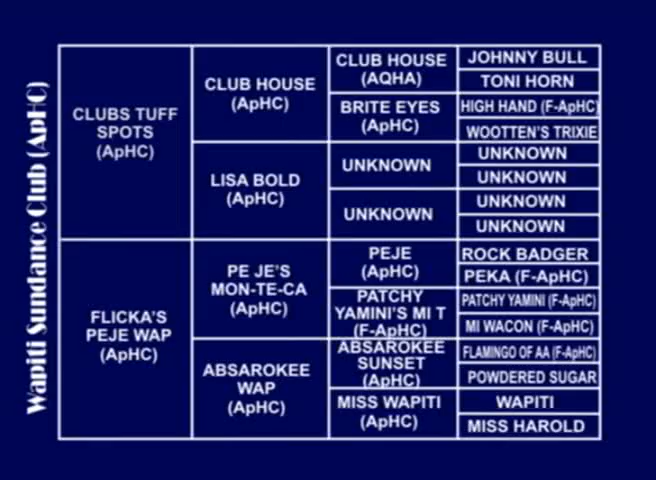 Wapiti Sundance Club (ApHC)
CLUBS TUFF
SPOTS
(ApHC)
CLUB HOUSE
(ApHC)
CLUB HOUSE
(AQHA)
JOHNNY BULL
TONI HORN
BRITE EYES
(ApHC)
HIGH HAND (F-ApHC)
WOOTTEN'S TRIXIE
LISA BOLD
(ApHC)
UNKNOWN
UNKNOWN
UNKNOWN
UNKNOWN
UNKNOWN
UNKNOWN
FLICKA'S
PEJE WAP
(ApHC)
PE JE'S
MON-TE-CA
(ApHC)
PEJE
(ApHC)
ROCK BADGER
PEKA (F-ApHC)
PATCHY
YAMINI'S MI T
(F-ApHC)
PATCHY YAMINI (F-ApHC)
MI WACON (F-ApHC)
ABSAROKEE
WAP
(ApHC)
ABSAROKEE
SUNSET
(ApHC)
FLAMINGO OF AA (F-ApHC)
POWDERED SUGAR
MISS WAPITI
(ApHC)
WAPITI
MISS HAROLD